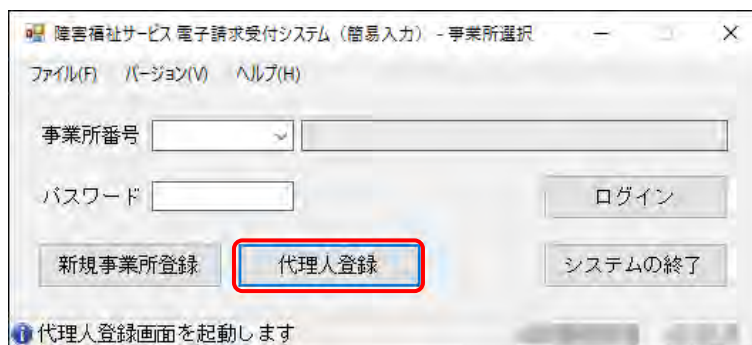 障害福祉サービス 電子請求受付システム（簡易入力） - 事業所選択
ファイル(F) バージョン(V) ヘルプ(H)
事業所番号
パスワード
ログイン
新規事業所登録 代理人登録 システムの終了
代理人登録画面を起動します